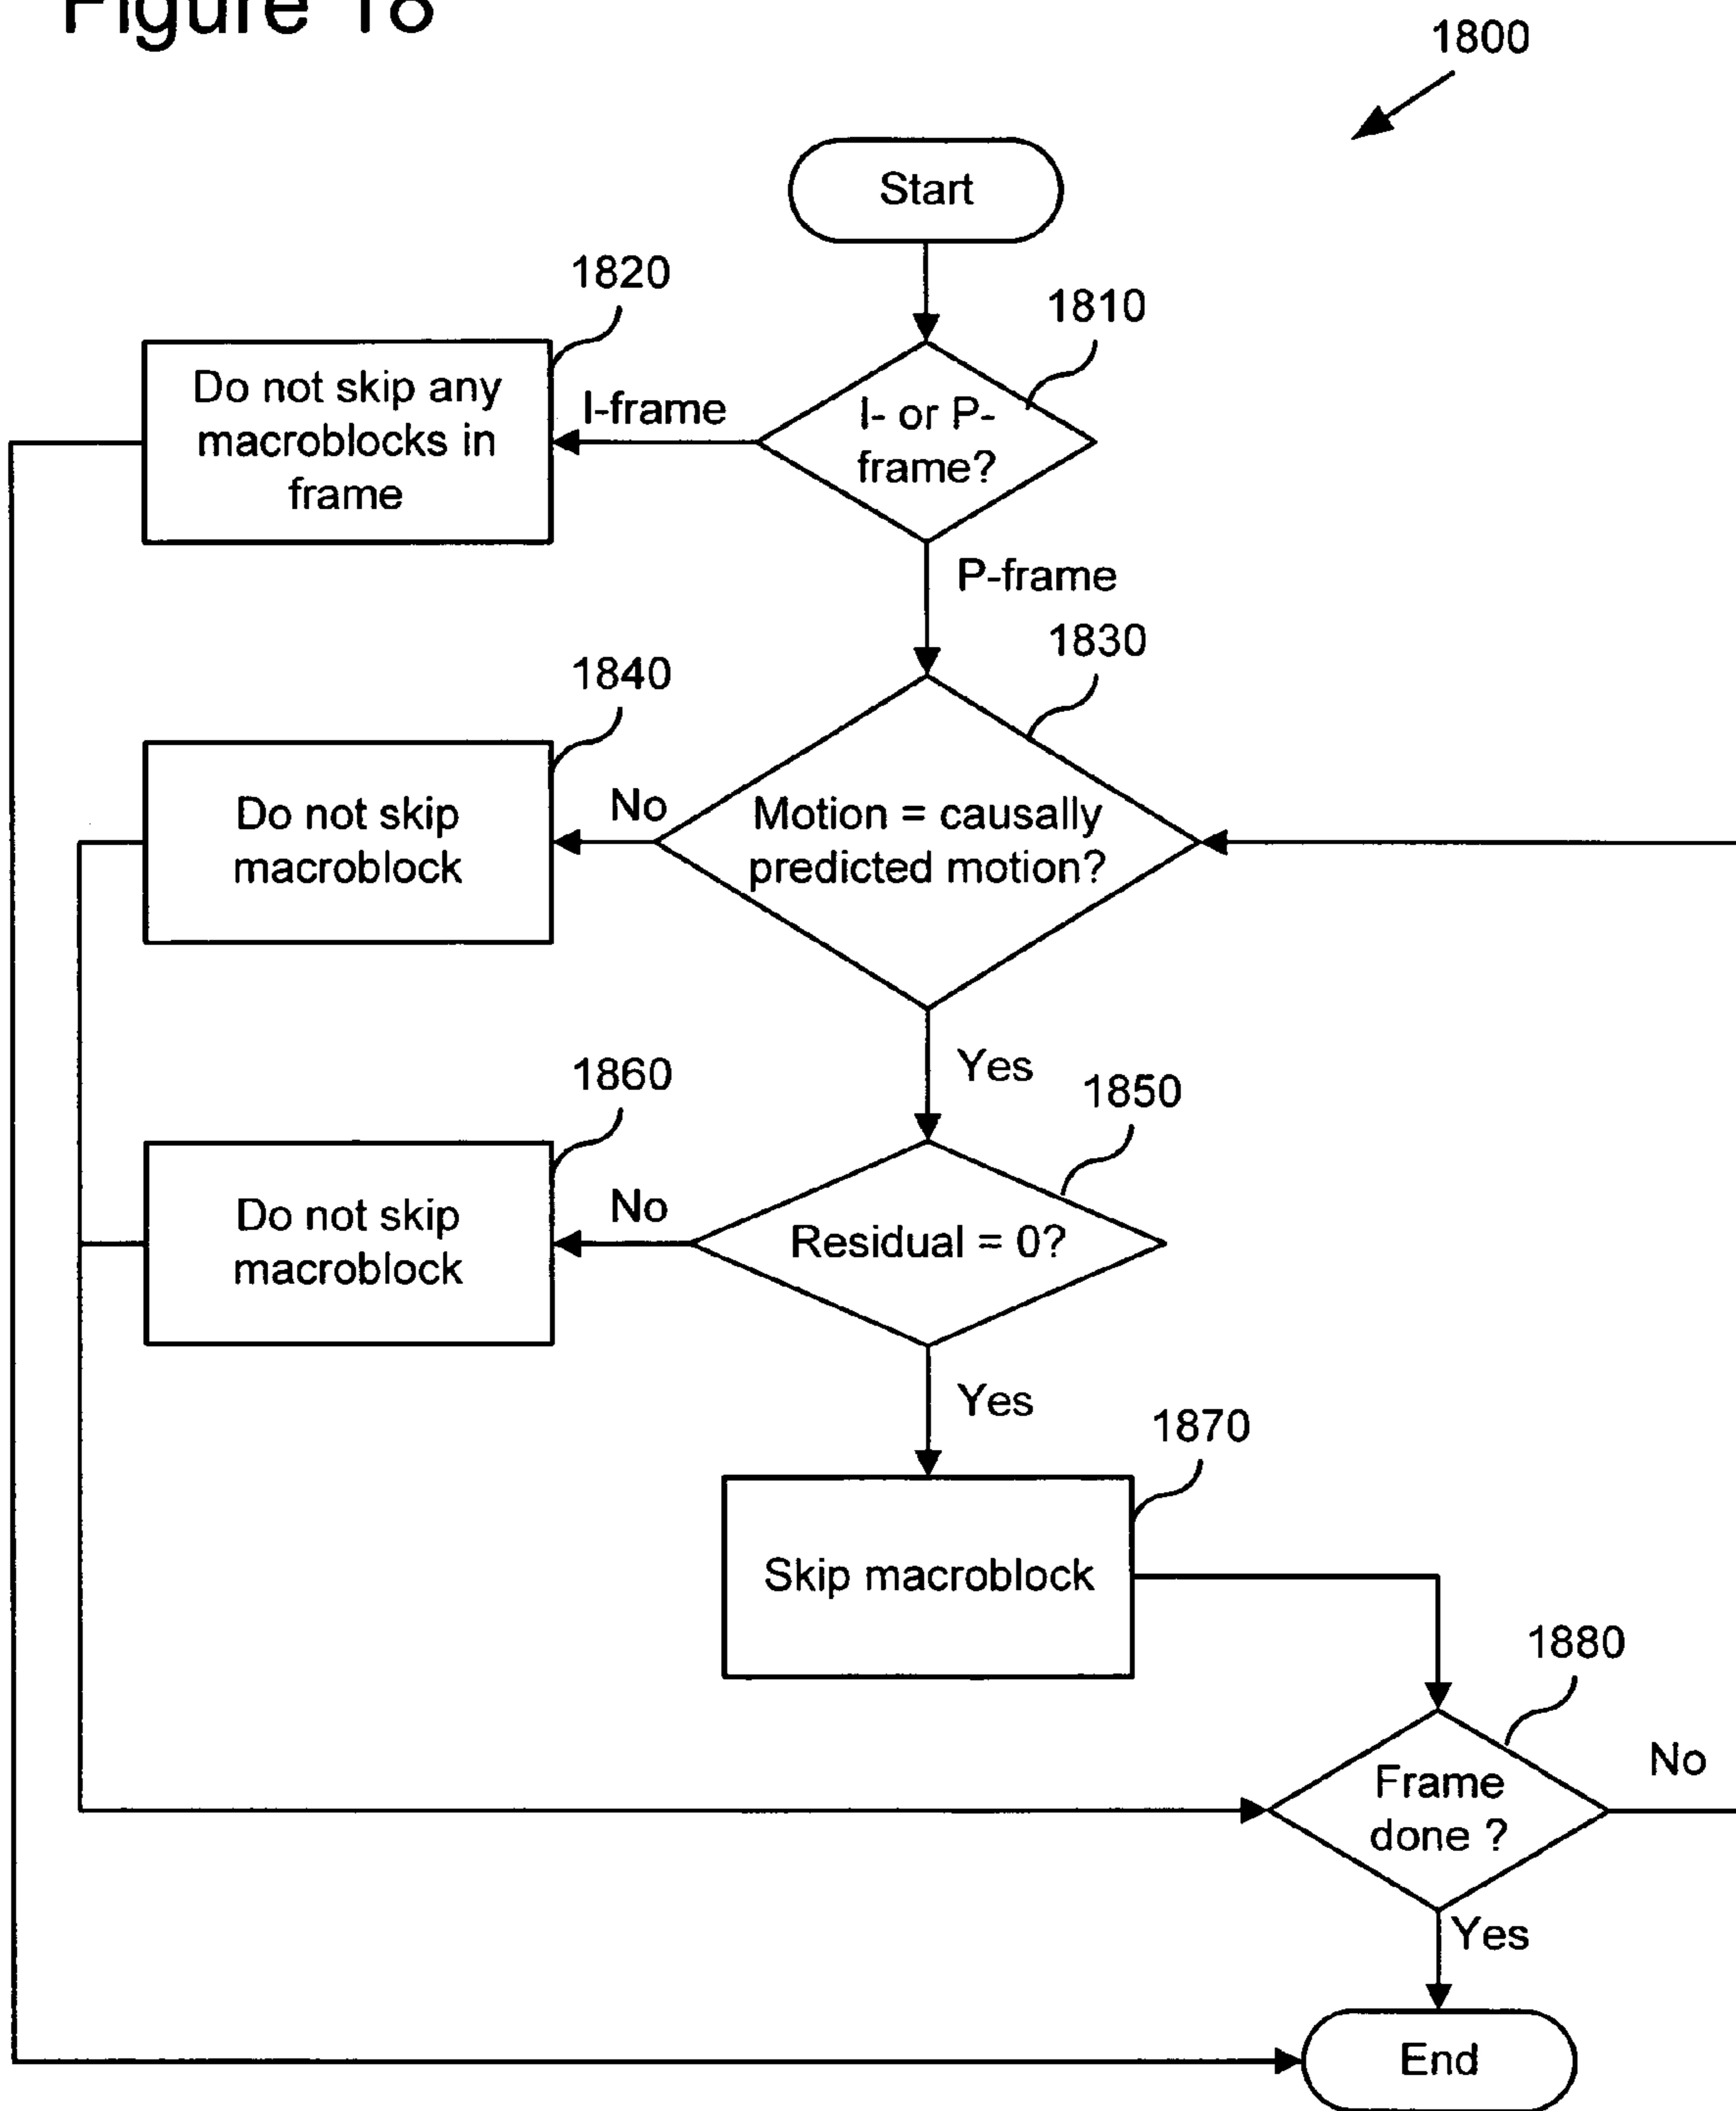 Figure 18
1800
Start
1820
1810
Do not skip any
macroblocks in
frame
I-frame
I- or P-
frame?
P-frame
1830
1840
Do not skip
macroblock
No
Motion = causally
predicted motion?
Yes
1850
1860
Do not skip
macroblock
No
Residual = 0?
Yes
1870
Skip macroblock
1880
Frame
done ?
No
Yes
End